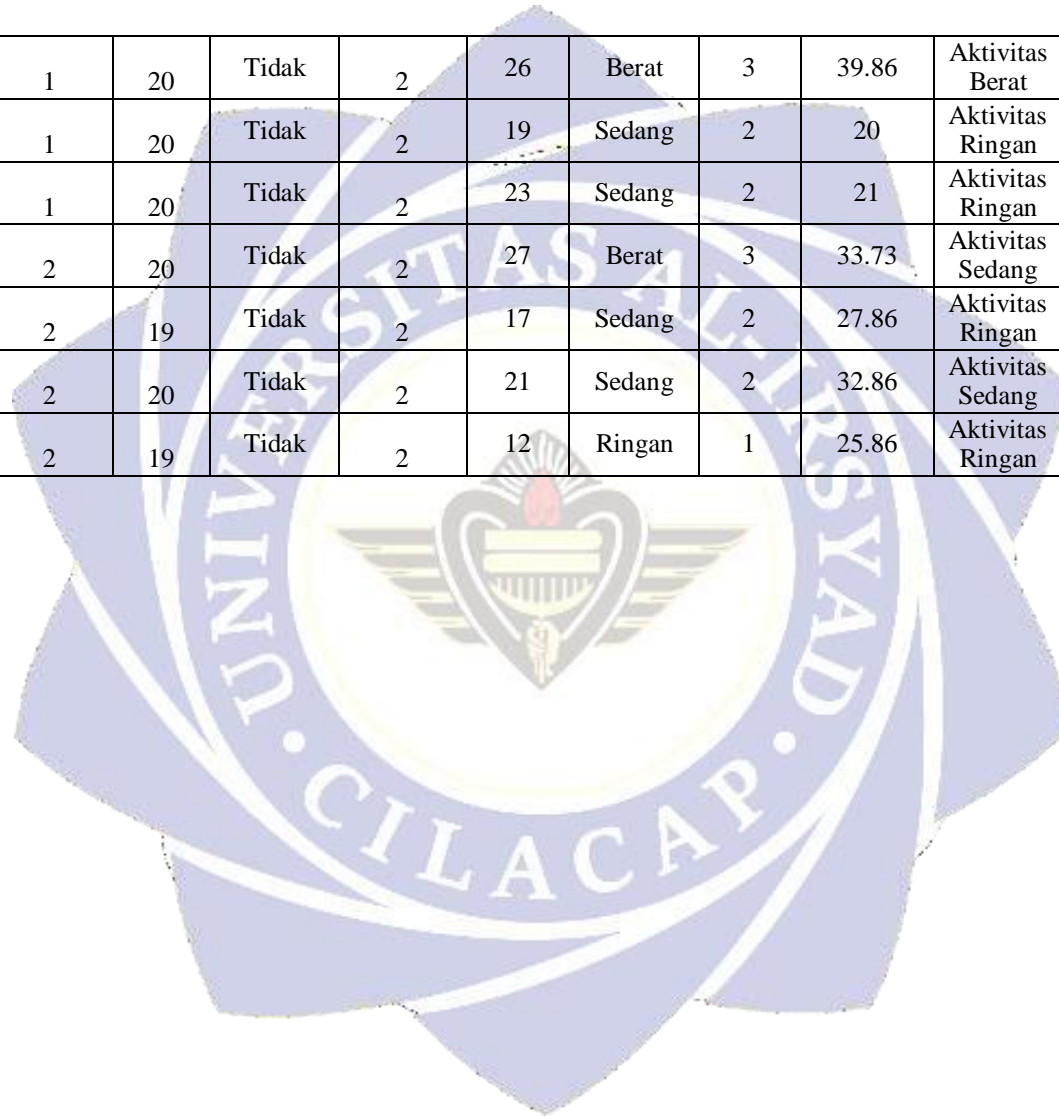 1 20 Tidak 2 26 Berat 3 39.86 Aktivitas Berat
1 20 Tidak 2 19 Sedang 2 20 Aktivitas Ringan
1 20 Tidak 2 23 Sedang 2 21 Aktivitas Ringan
2 20 Tidak 2 27 Berat 3 33.73 Aktivitas Sedang
2 19 Tidak 2 17 Sedang 2 27.86 Aktivitas Ringan
2 20 Tidak 2 21 Sedang 2 32.86 Aktivitas Sedang
2 19 Tidak 2 12 Ringan 1 25.86 Aktivitas Ringan
UNIVERSITAS AL-IRSYAD
CILACAP